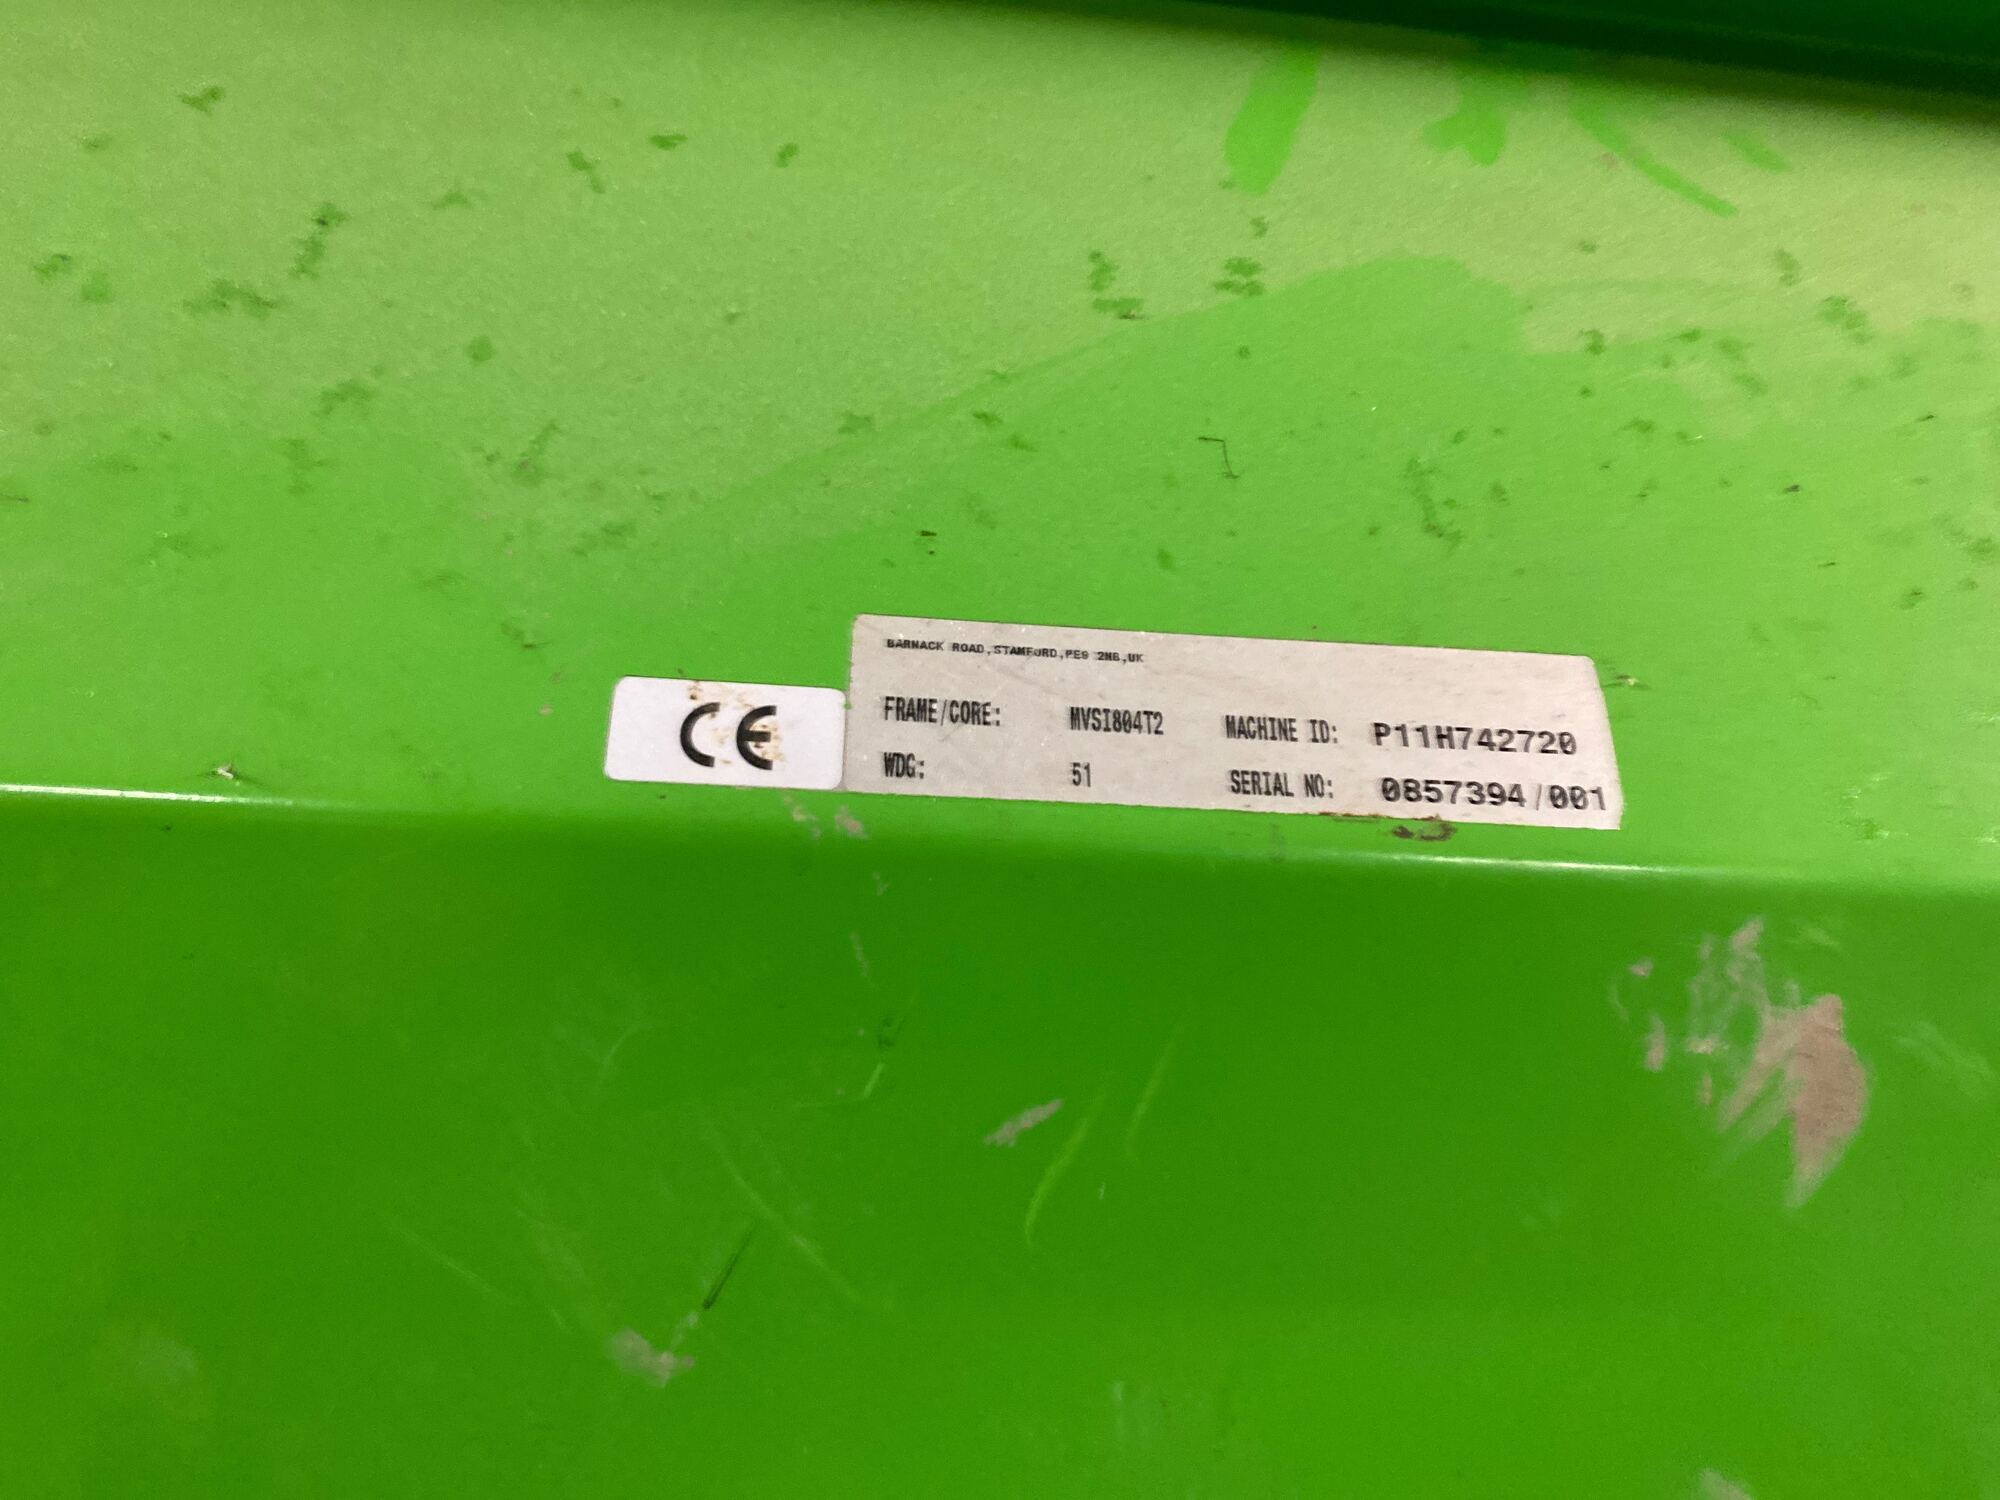 BARNACK ROAD,STAMFORD,PE9 2NB,UK
CE
FRAME/CORE: MVSI804T2 MACHINE ID: P11H742720
WDG: 51 SERIAL NO: 0857394/001